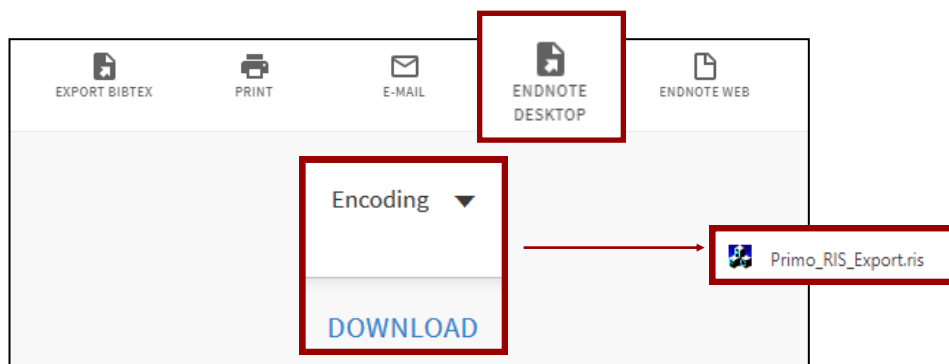 EXPORT BIBTEX
PRINT
E-MAIL
ENDNOTE
DESKTOP
ENDNOTE WEB
Encoding
DOWNLOAD
Primo_RIS_Export.ris